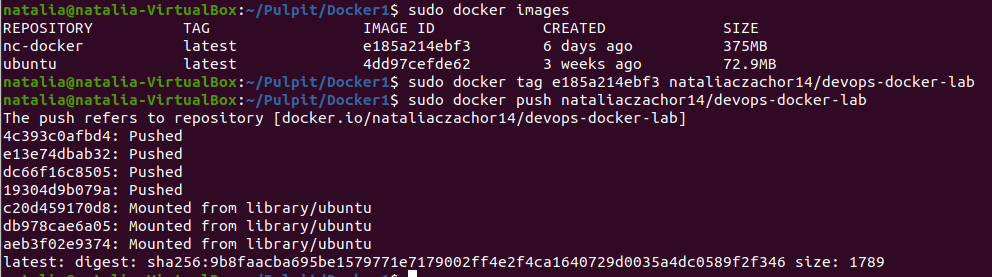 natalia@natalia-VirtualBox:~/Pulpit/Docker1$ sudo docker images
REPOSITORY TAG IMAGE ID CREATED SIZE
nc-docker latest e185a214ebf3 6 days ago 375MB
ubuntu latest 4dd97cefde62 3 weeks ago 72.9MB
natalia@natalia-VirtualBox:~/Pulpit/Docker1$ sudo docker tag e185a214ebf3 nataliaczachor14/devops-docker-lab
natalia@natalia-VirtualBox:~/Pulpit/Docker1$ sudo docker push nataliaczachor14/devops-docker-lab
The push refers to repository [docker.io/nataliaczachor14/devops-docker-lab]
4c393c0afbd4: Pushed
e13e74dbab32: Pushed
dc66f16c8505: Pushed
19304d9b079a: Pushed
c20d459170d8: Mounted from library/ubuntu
db978cae6a05: Mounted from library/ubuntu
aeb3f02e9374: Mounted from library/ubuntu
latest: digest: sha256:9b8faacba695be1579771e7179002ff4e2f4ca1640729d0035a4dc0589f2f346 size: 1789